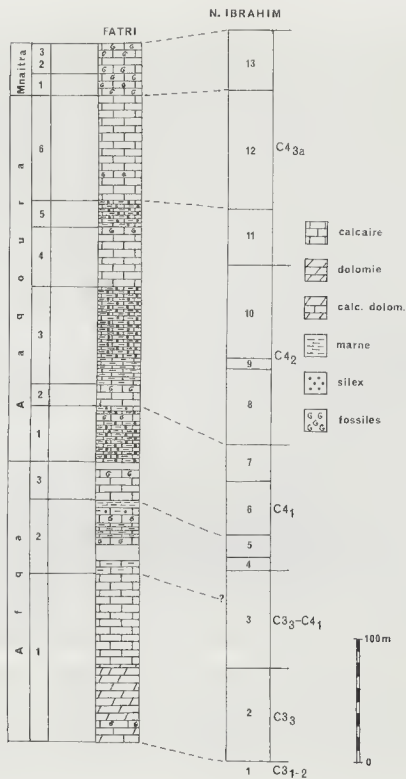 N. IBRAHIM
FATRI
Mnaitra
3
2
1
Aaqoura
6
5
4
3
2
1
Afqa
3
2
1
13
12
C4 3a
11
10
C4 2
9
8
7
6
C4 1
5
4
?
3
C3 3-C4 1
2
C3 3
1
C3 1-2
calcaire
dolomie
calc. dolom.
marne
silex
fossiles
100m
0